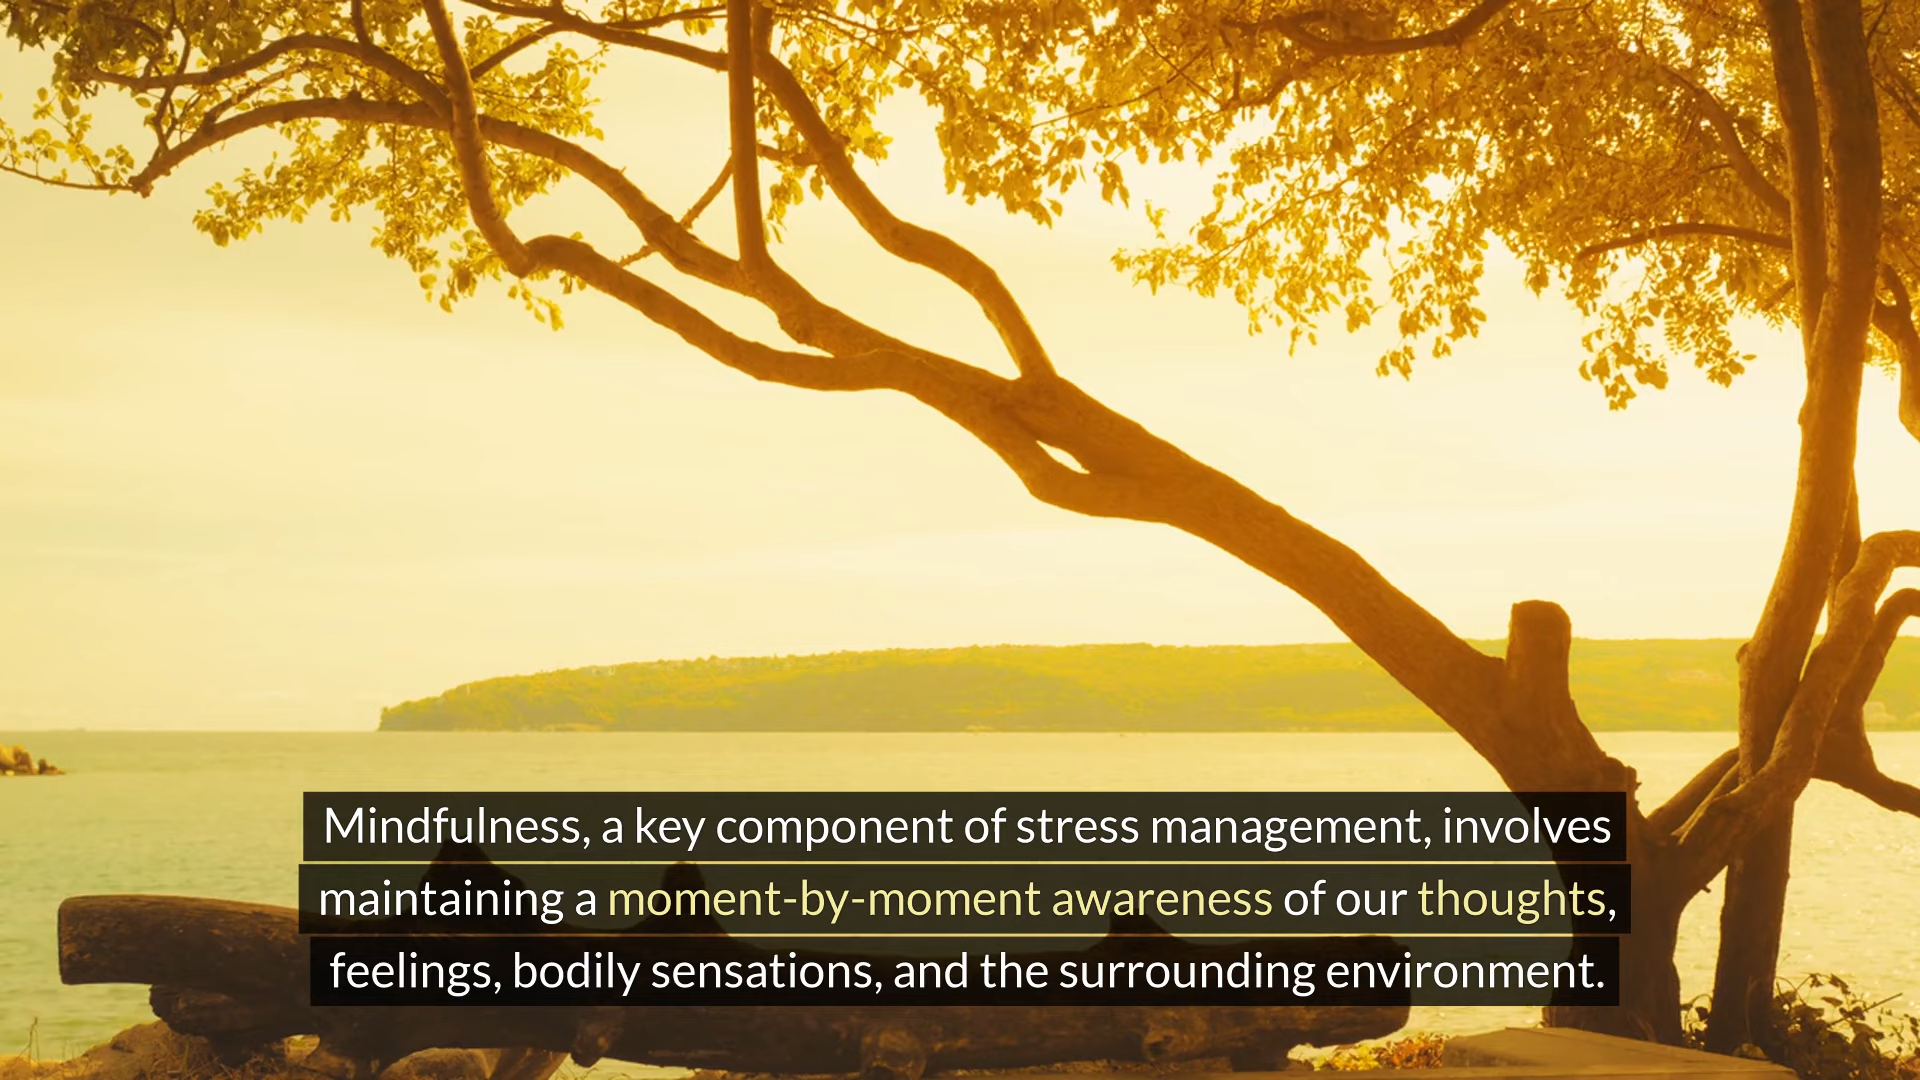 Mindfulness, a key component of stress management, involves
maintaining a moment-by-moment awareness of our thoughts,
feelings, bodily sensations, and the surrounding environment.